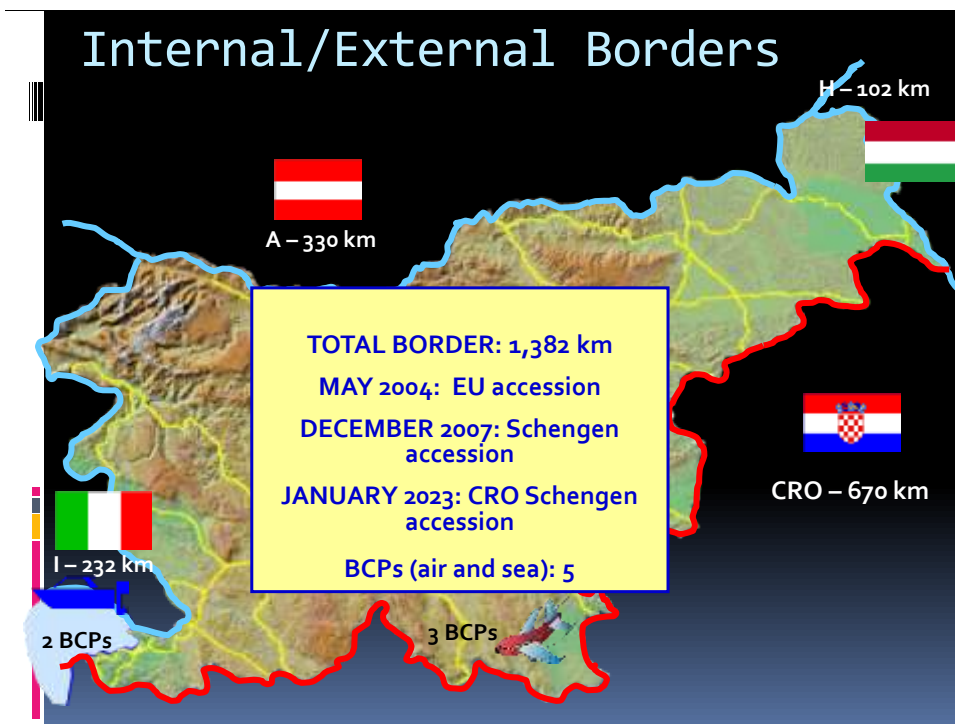 Internal/External Borders
H – 102 km
A – 330 km
TOTAL BORDER: 1,382 km
MAY 2004: EU accession
DECEMBER 2007: Schengen
accession
JANUARY 2023: CRO Schengen
accession
BCPs (air and sea): 5
CRO – 670 km
I – 232 km
2 BCPs
3 BCPs